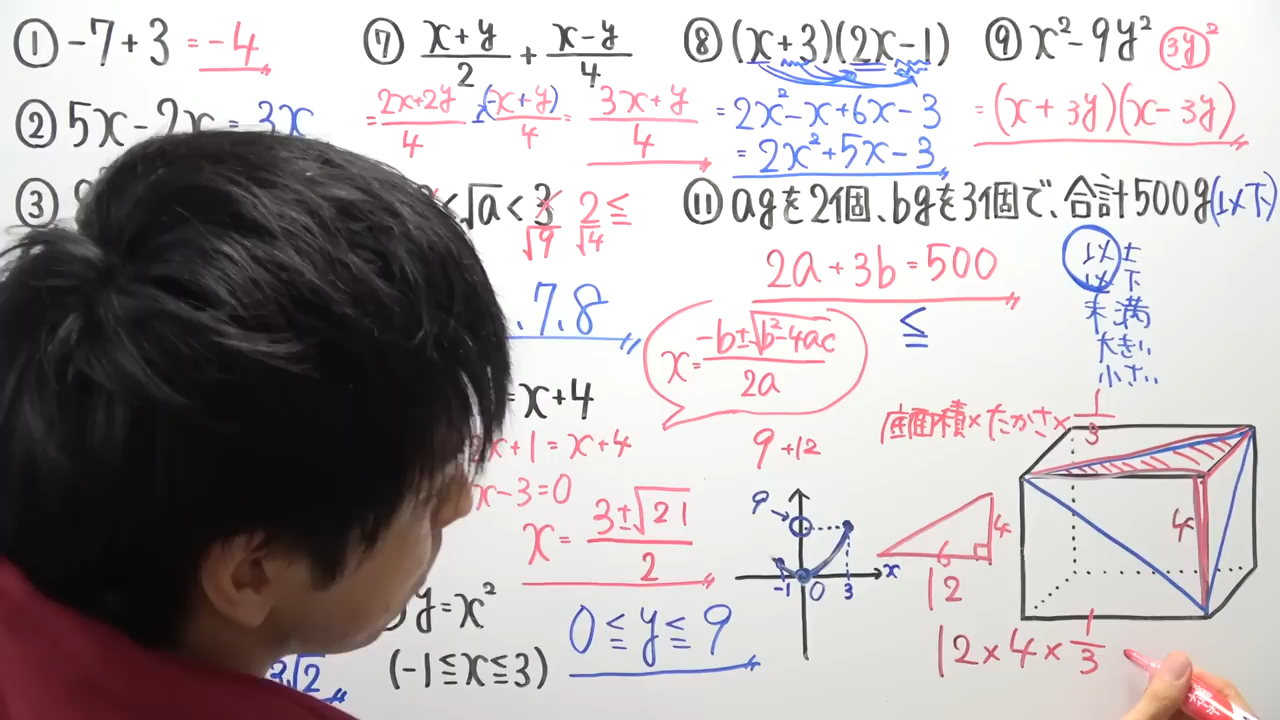 ① -7+3 = -4
② 5x-2x = 3x
③
√a < 3
√9
2 ≦
√4
.7.8
= x+4
2x+1 = x+4
x-3=0
x = (3±√21)/2
y=x²
(-1≦x≦3)
0≦y≦9
3√2
⑦ (x+y)/2 + (x-y)/4
= (2x+2y)/4 (x+y)/4 = (3x+y)/4
⑧ (x+3)(2x-1)
= 2x²-x+6x-3
= 2x²+5x-3
⑨ x²-9y² (3y)²
= (x+3y)(x-3y)
⑪ agを2個、bgを3個で、合計500g(以下)
2a+3b=500
≦
以上
以下
未満
大きい
小さい
x = (-b±√b²-4ac)/2a
9+12
9
-1 0 3 x
底面積×たかさ×1/3
4
6
12
4
12×4×1/3